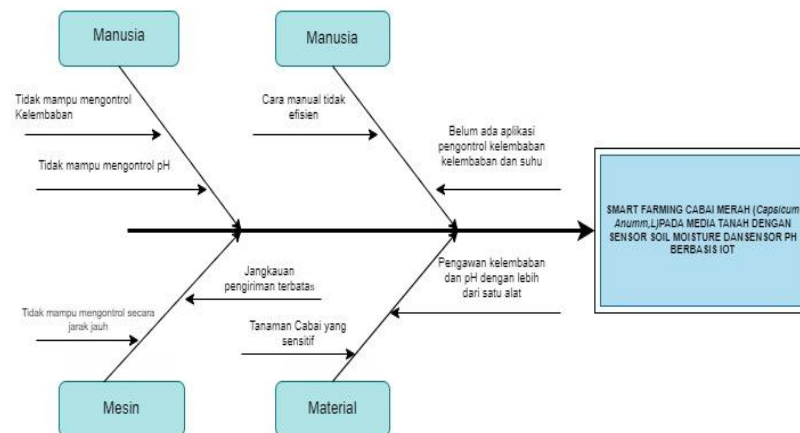 Manusia
Manusia
Tidak mampu mengontrol
Kelembaban
Cara manual tidak
efisien
Belum ada aplikasi
pengontrol kelembaban
kelembaban dan suhu
Tidak mampu mengontrol pH
SMART FARMING CABAI MERAH (Capsicum
Anumm,L)PADA MEDIA TANAH DENGAN
SENSOR SOIL MOISTURE DANSENSOR PH
BERBASIS IOT
Jangkauan
pengiriman terbatas
Pengawan kelembaban
dan pH dengan lebih
dari satu alat
Tidak mampu mengontrol secara
jarak jauh
Tanaman Cabai yang
sensitif
Mesin
Material